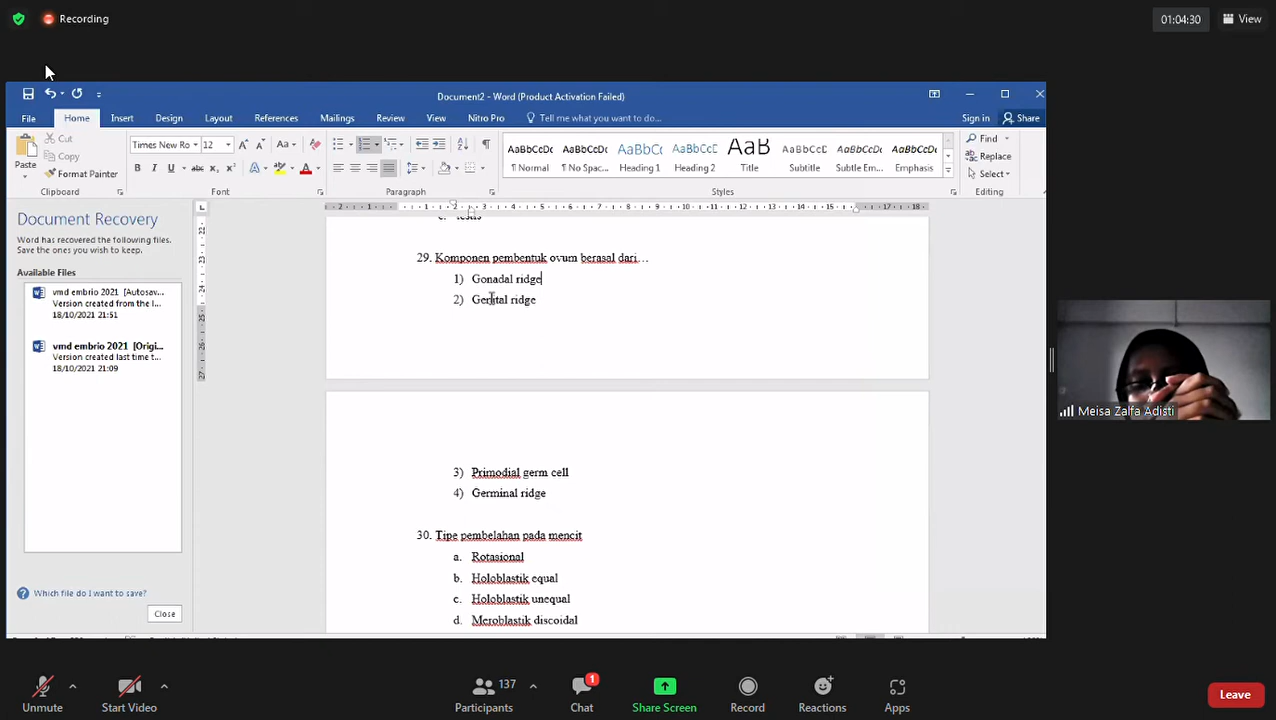 Recording
01:04:30
View
Document2 - Word (Product Activation Failed)
File
Home
Insert
Design
Layout
References
Mailings
Review
View
Nitro Pro
Tell me what you want to do...
Sign in
Share
Paste
Cut
Copy
Format Painter
Clipboard
Times New Ro
12
Font
Paragraph
AaBbCcDc
AaBbCcDc
AaBbCc
AaBbCcC
AaB
AaBbCcC
AaBbCcDc
AaBbCcDc
¶ Normal
¶ No Spac...
Heading 1
Heading 2
Title
Subtitle
Subtle Em...
Emphasis
Styles
Find
Replace
Select
Editing
Document Recovery
Word has recovered the following files.
Save the ones you wish to keep.
Available Files
vmd embrio 2021 [Autosav...
Version created from the l...
18/10/2021 21:51
vmd embrio 2021 [Origi...
Version created last time t...
18/10/2021 21:09
Which file do I want to save?
Close
29. Komponen pembentuk ovum berasal dari…
1) Gonadal ridge
2) Genital ridge
3) Primodial germ cell
4) Germinal ridge
30. Tipe pembelahan pada mencit
a. Rotasional
b. Holoblastik equal
c. Holoblastik unequal
d. Meroblastik discoidal
Meisa Zalfa Adisti
Unmute
Start Video
137
Participants
1
Chat
Share Screen
Record
Reactions
Apps
Leave